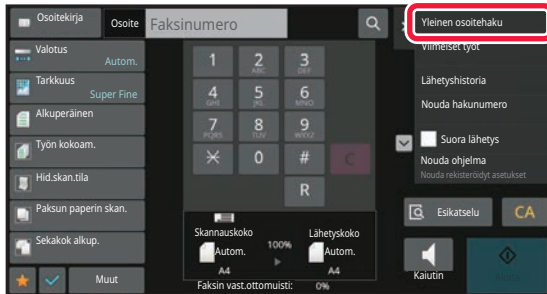 Osoitekirja
Osoite
Faksinumero
Yleinen osoitehaku
Viimeiset työt
Lähetyshistoria
Nouda hakunumero
Suora lähetys
Nouda ohjelma
Nouda rekisteröidyt asetukset
Valotus
Autom.
Tarkkuus
Super Fine
Alkuperäinen
Työn kokoam.
Hid.skan.tila
Paksun paperin skan.
Sekakok alkup.
Muut
1
2
ABC
3
DEF
4
GHI
5
JKL
6
MNO
7
PQRS
8
TUV
9
WXYZ
0
#
C
R
Skannauskoko
Autom.
A4
100%
Lähetyskoko
Autom.
A4
Faksin vast.ottomuisti: 0%
Esikatselu
CA
Kaiutin